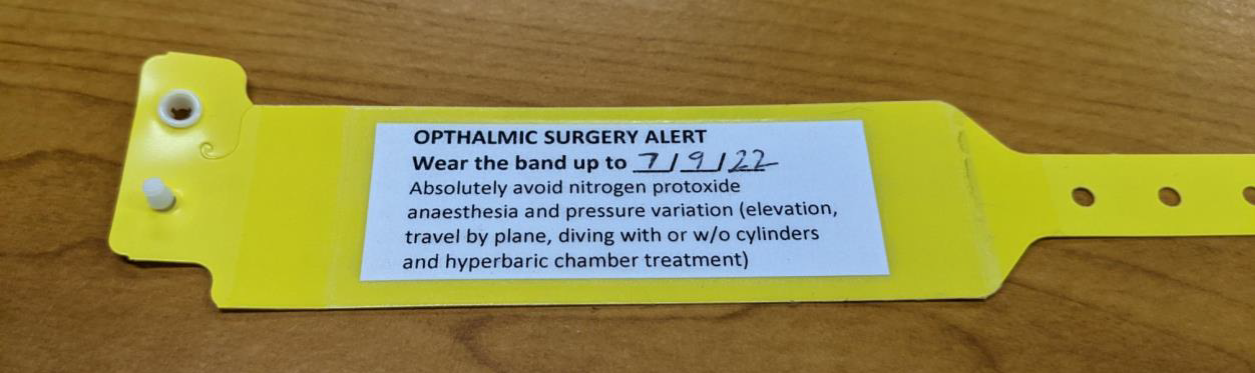 OPTHALMIC SURGERY ALERT
Wear the band up to 7/9/22
Absolutely avoid nitrogen protoxide
anaesthesia and pressure variation (elevation,
travel by plane, diving with or w/o cylinders
and hyperbaric chamber treatment)